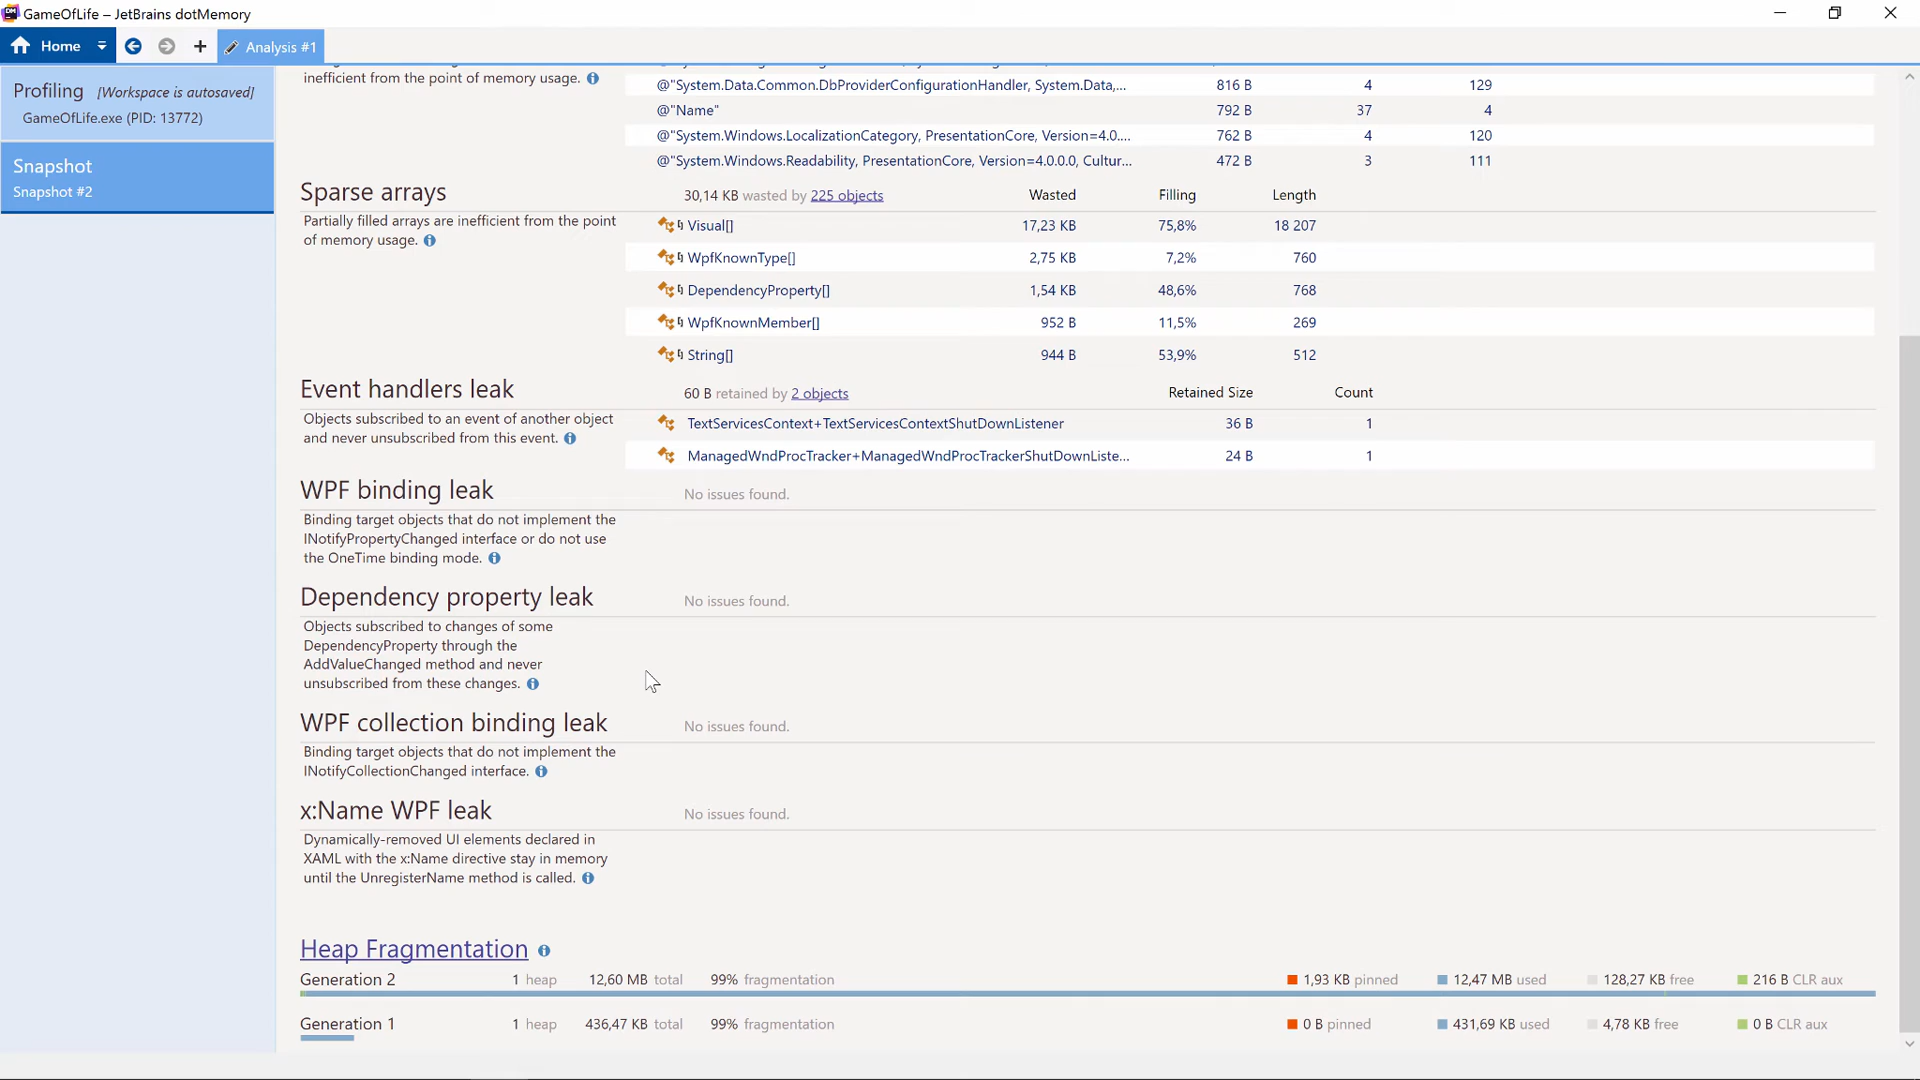 GameOfLife – JetBrains dotMemory
Home
Analysis #1
Profiling [Workspace is autosaved]
GameOfLife.exe (PID: 13772)
Snapshot
Snapshot #2
inefficient from the point of memory usage.
@"System.Data.Common.DbProviderConfigurationHandler, System.Data,... 816 B 4 129
@"Name" 792 B 37 4
@"System.Windows.LocalizationCategory, PresentationCore, Version=4.0.... 762 B 4 120
@"System.Windows.Readability, PresentationCore, Version=4.0.0.0, Cultur... 472 B 3 111
Sparse arrays 30,14 KB wasted by 225 objects Wasted Filling Length
Partially filled arrays are inefficient from the point
of memory usage.
Visual[] 17,23 KB 75,8% 18 207
WpfKnownType[] 2,75 KB 7,2% 760
DependencyProperty[] 1,54 KB 48,6% 768
WpfKnownMember[] 952 B 11,5% 269
String[] 944 B 53,9% 512
Event handlers leak 60 B retained by 2 objects Retained Size Count
Objects subscribed to an event of another object
and never unsubscribed from this event.
TextServicesContext+TextServicesContextShutDownListener 36 B 1
ManagedWndProcTracker+ManagedWndProcTrackerShutDownListe... 24 B 1
WPF binding leak No issues found.
Binding target objects that do not implement the
INotifyPropertyChanged interface or do not use
the OneTime binding mode.
Dependency property leak No issues found.
Objects subscribed to changes of some
DependencyProperty through the
AddValueChanged method and never
unsubscribed from these changes.
WPF collection binding leak No issues found.
Binding target objects that do not implement the
INotifyCollectionChanged interface.
x:Name WPF leak No issues found.
Dynamically-removed UI elements declared in
XAML with the x:Name directive stay in memory
until the UnregisterName method is called.
Heap Fragmentation
Generation 2 1 heap 12,60 MB total 99% fragmentation 1,93 KB pinned 12,47 MB used 128,27 KB free 216 B CLR aux
Generation 1 1 heap 436,47 KB total 99% fragmentation 0 B pinned 431,69 KB used 4,78 KB free 0 B CLR aux